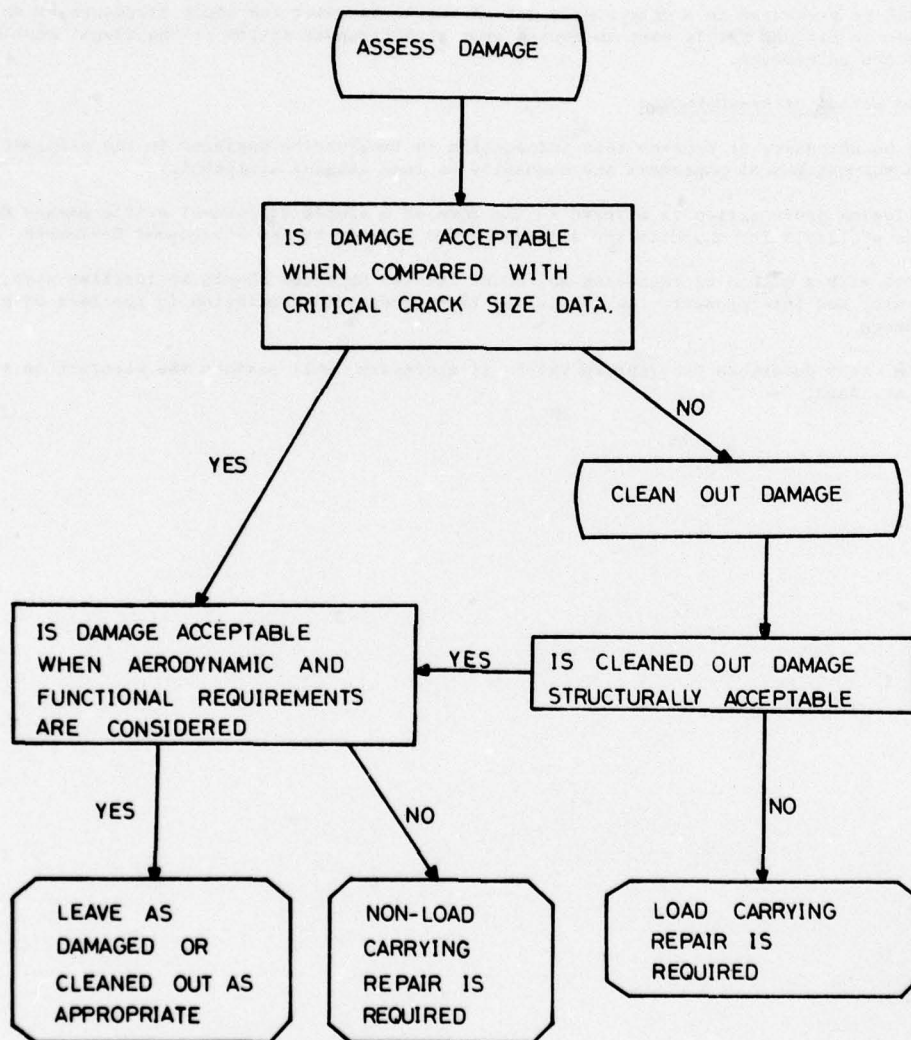 ASSESS DAMAGE
IS DAMAGE ACCEPTABLE
WHEN COMPARED WITH
CRITICAL CRACK SIZE DATA.
YES
NO
CLEAN OUT DAMAGE
IS DAMAGE ACCEPTABLE
WHEN AERODYNAMIC AND
FUNCTIONAL REQUIREMENTS
ARE CONSIDERED
YES
IS CLEANED OUT DAMAGE
STRUCTURALLY ACCEPTABLE
YES
NO
NO
LEAVE AS
DAMAGED OR
CLEANED OUT AS
APPROPRIATE
NON-LOAD
CARRYING
REPAIR IS
REQUIRED
LOAD CARRYING
REPAIR IS
REQUIRED